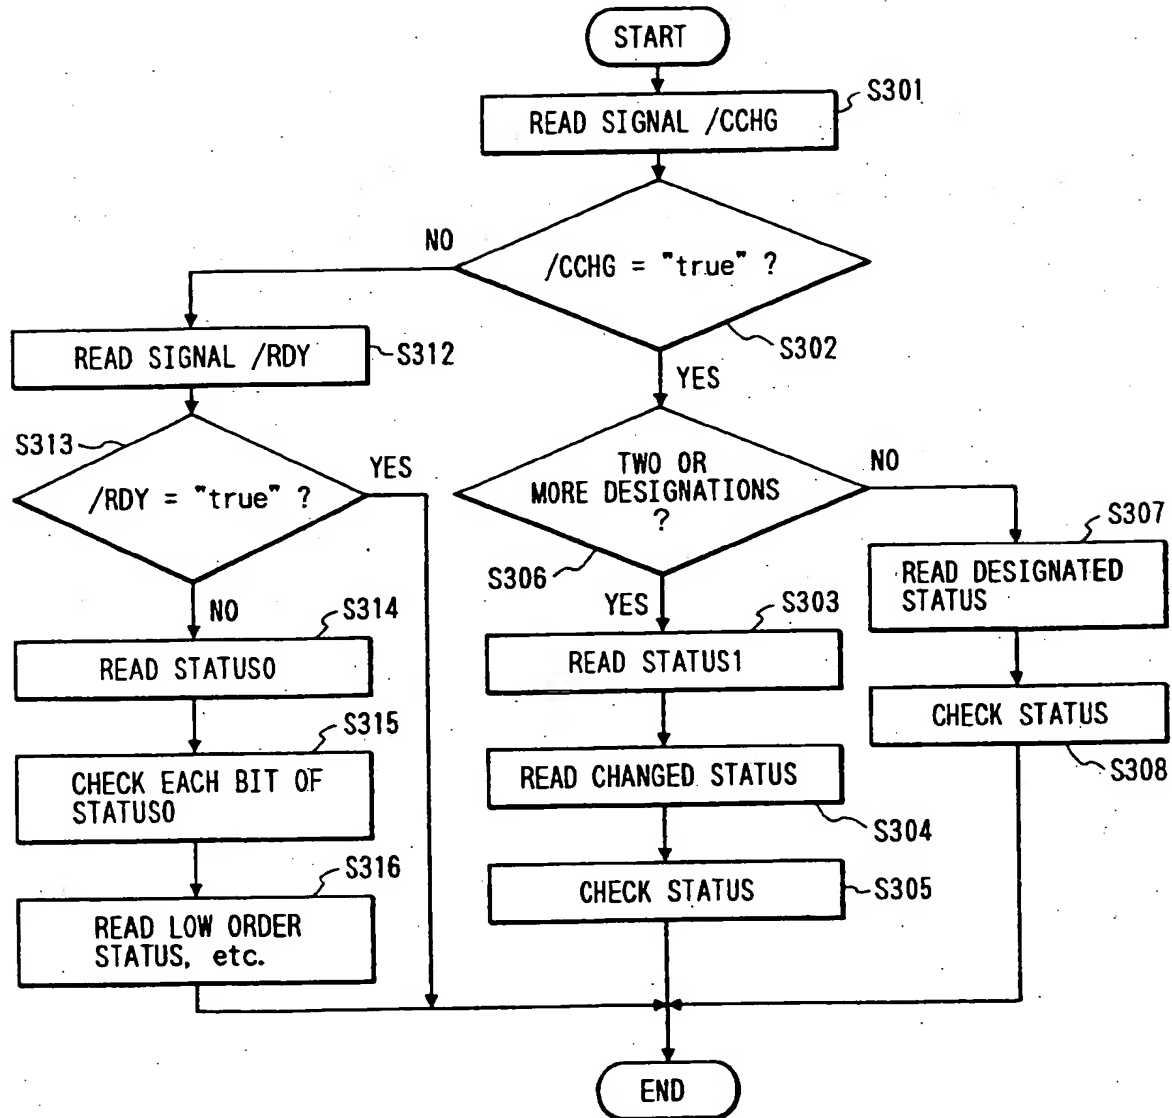 START
READ SIGNAL /CCHG
S301
NO
/CCHG = "true" ?
S302
READ SIGNAL /RDY
S312
YES
S313
/RDY = "true" ?
YES
TWO OR
MORE DESIGNATIONS
?
NO
S306
S307
READ DESIGNATED
STATUS
NO
S314
YES
S303
READ STATUS0
READ STATUS1
CHECK STATUS
S308
S315
CHECK EACH BIT OF
STATUS0
READ CHANGED STATUS
S304
S316
READ LOW ORDER
STATUS, etc.
CHECK STATUS
S305
END